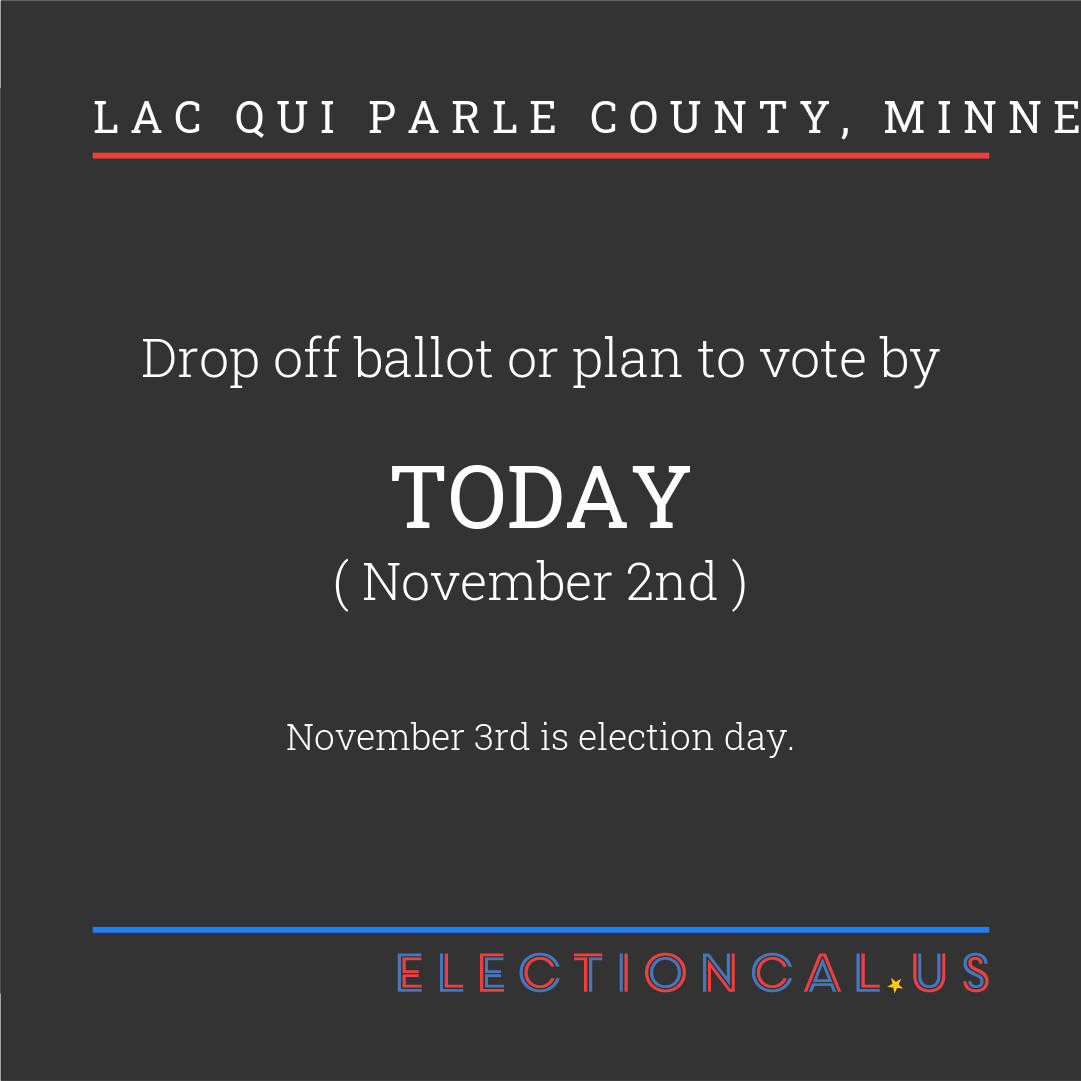 LAC QUI PARLE COUNTY, MINNE
Drop off ballot or plan to vote by
TODAY
( November 2nd )
November 3rd is election day.
ELECTIONCAL.US